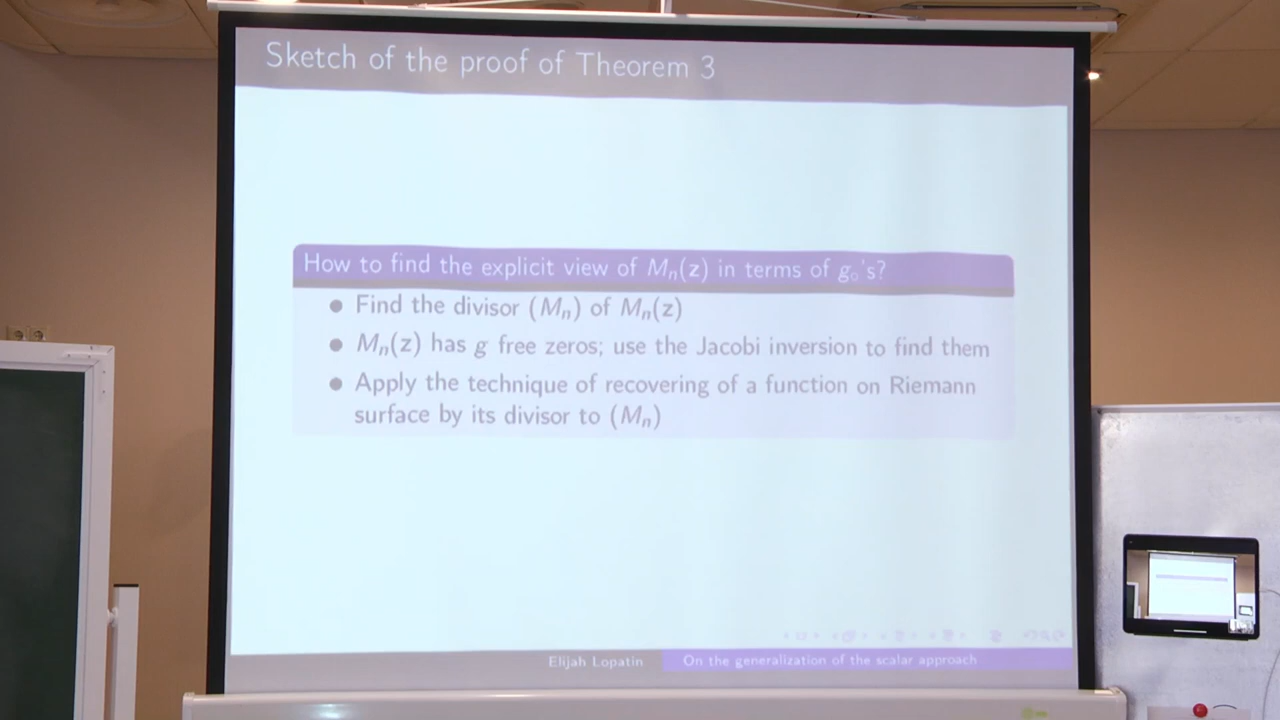 Sketch of the proof of Theorem 3
How to find the explicit view of Mₙ(z) in terms of g₀'s?
● Find the divisor (Mₙ) of Mₙ(z)
● Mₙ(z) has g free zeros; use the Jacobi inversion to find them
● Apply the technique of recovering of a function on Riemann
surface by its divisor to (Mₙ)
Elijah Lopatin
On the generalization of the scalar approach